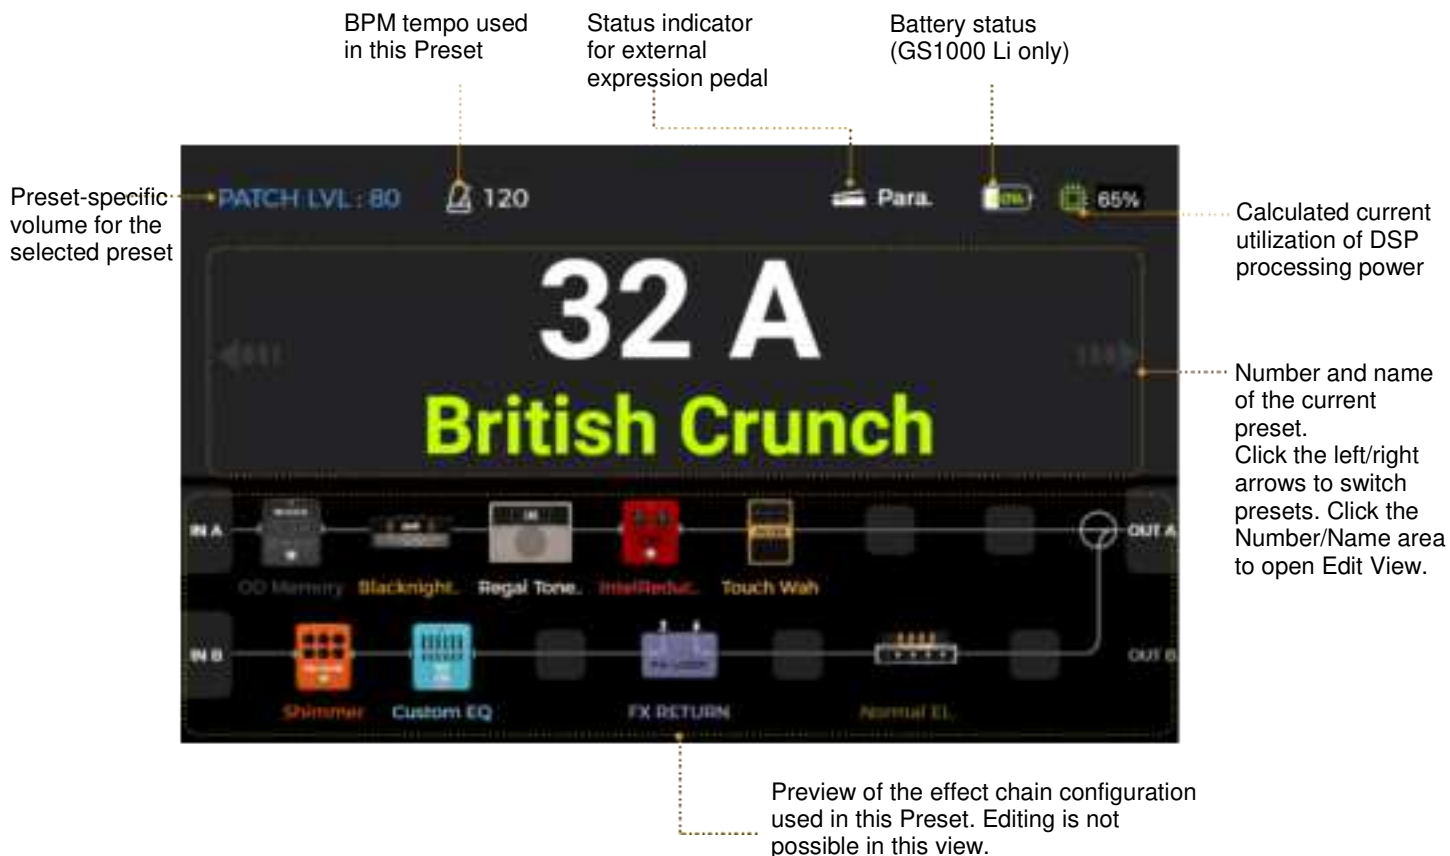 BPM tempo used
in this Preset
Status indicator
for external
expression pedal
Battery status
(GS1000 Li only)
Preset-specific
volume for the
selected preset
PATCH LVL : 80
120
Para.
65%
Calculated current
utilization of DSP
processing power
32 A
British Crunch
Number and name
of the current
preset.
Click the left/right
arrows to switch
presets. Click the
Number/Name area
to open Edit View.
IN A
OUT A
OD Memory
Blacknight..
Regal Tone..
IntelReduc..
Touch Wah
IN B
OUT B
Shimmer
Custom EQ
FX RETURN
Normal EL.
Preview of the effect chain configuration
used in this Preset. Editing is not
possible in this view.